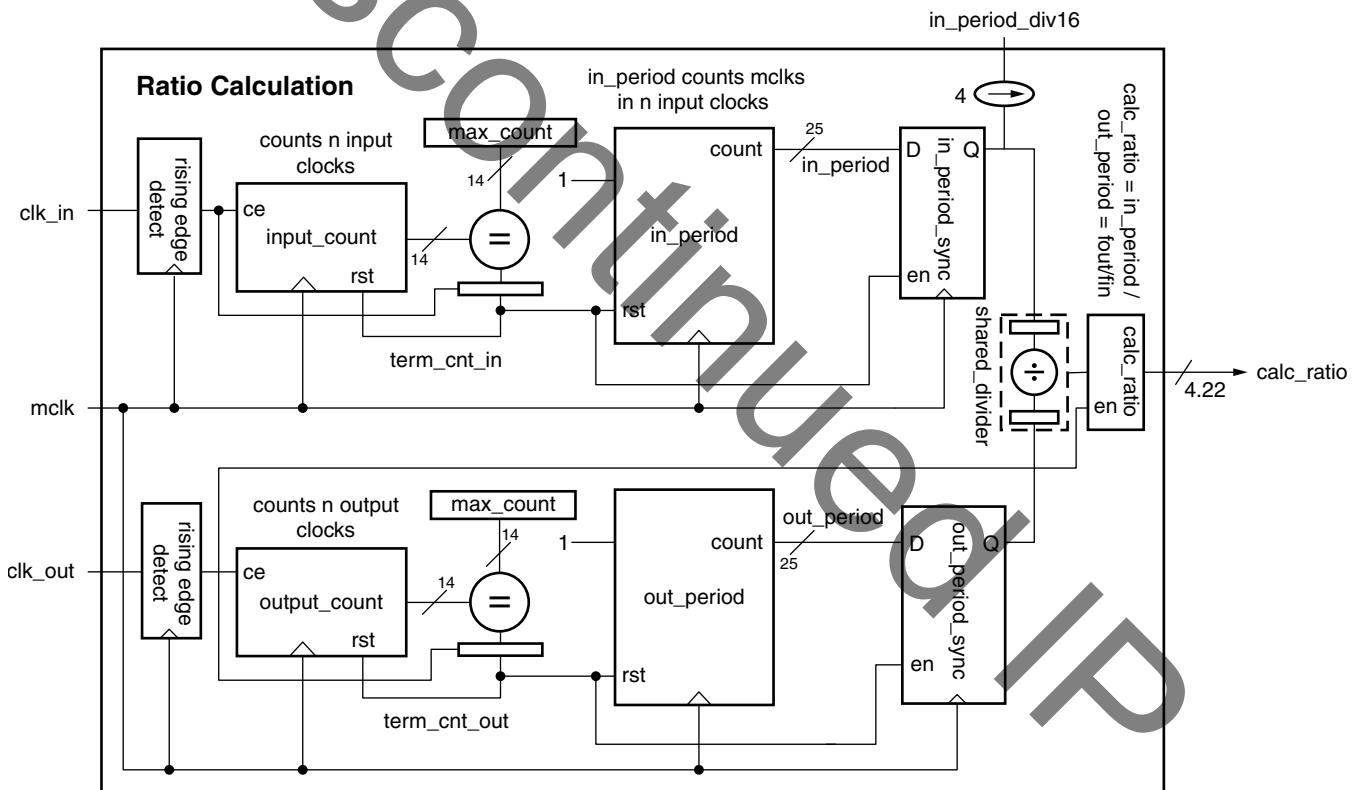 in_period_div16
Ratio Calculation
in_period counts mclks
in n input clocks
4
calc_ratio = in_period /
out_period = fout/fin
counts n input
clocks
max_count
14
1
count
25
in_period
D
Q
in_period_sync
en
rising edge
detect
clk_in
ce
input_count
14
=
rst
in_period
rst
term_cnt_in
shared_divider
÷
calc_ratio
en
calc_ratio
4.22
mclk
counts n output
clocks
max_count
14
1
count
25
out_period
D
Q
out_period_sync
en
rising edge
detect
clk_out
ce
output_count
14
=
rst
out_period
rst
term_cnt_out
scontinued IP